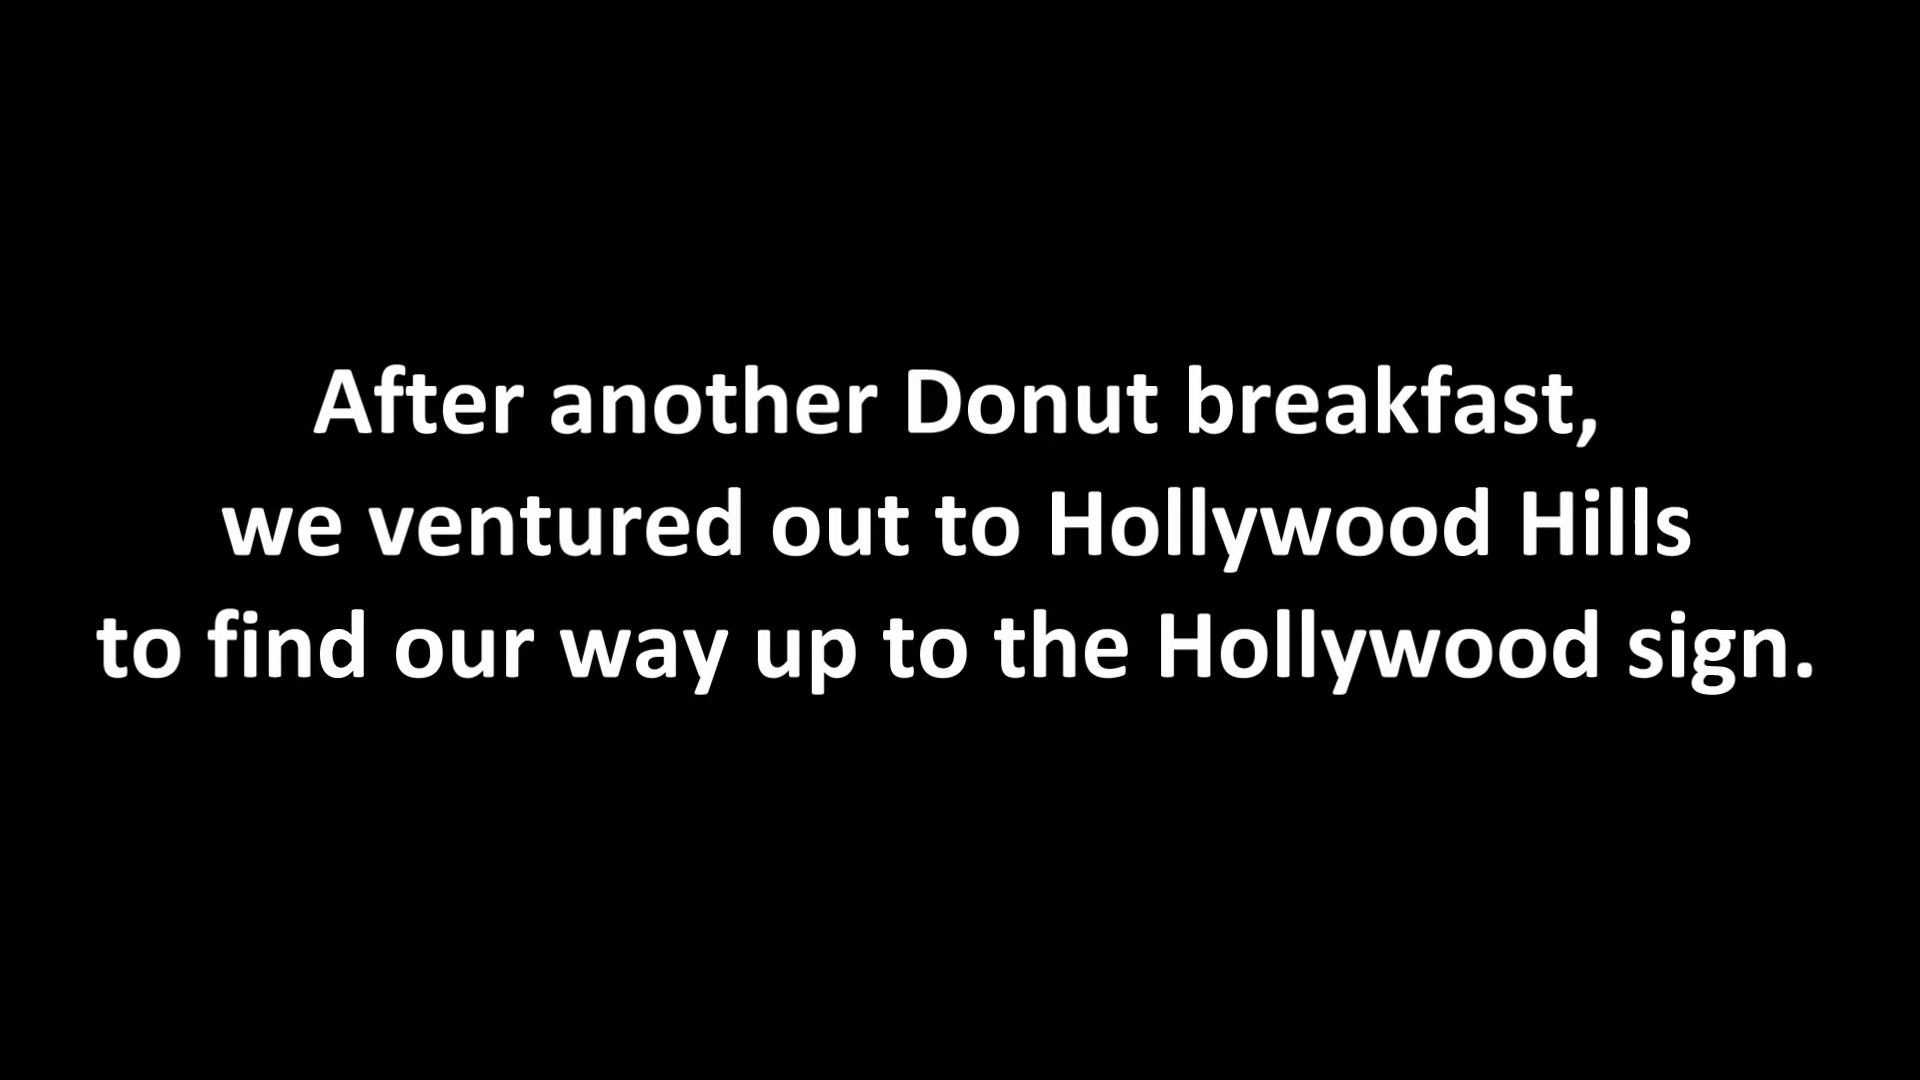 After another Donut breakfast,
we ventured out to Hollywood Hills
to find our way up to the Hollywood sign.